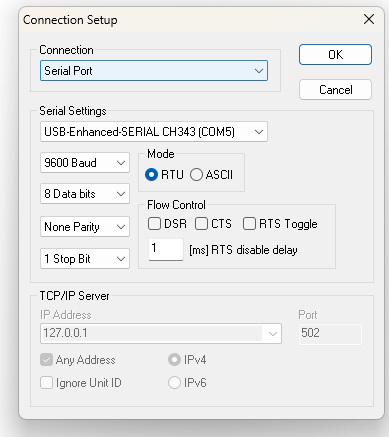 Connection Setup
Connection
Serial Port
OK
Cancel
Serial Settings
USB-Enhanced-SERIAL CH343 (COM5)
9600 Baud
Mode
RTU ASCII
8 Data bits
Flow Control
None Parity
DSR CTS RTS Toggle
1 [ms] RTS disable delay
1 Stop Bit
TCP/IP Server
IP Address Port
127.0.0.1 502
Any Address IPv4
Ignore Unit ID IPv6